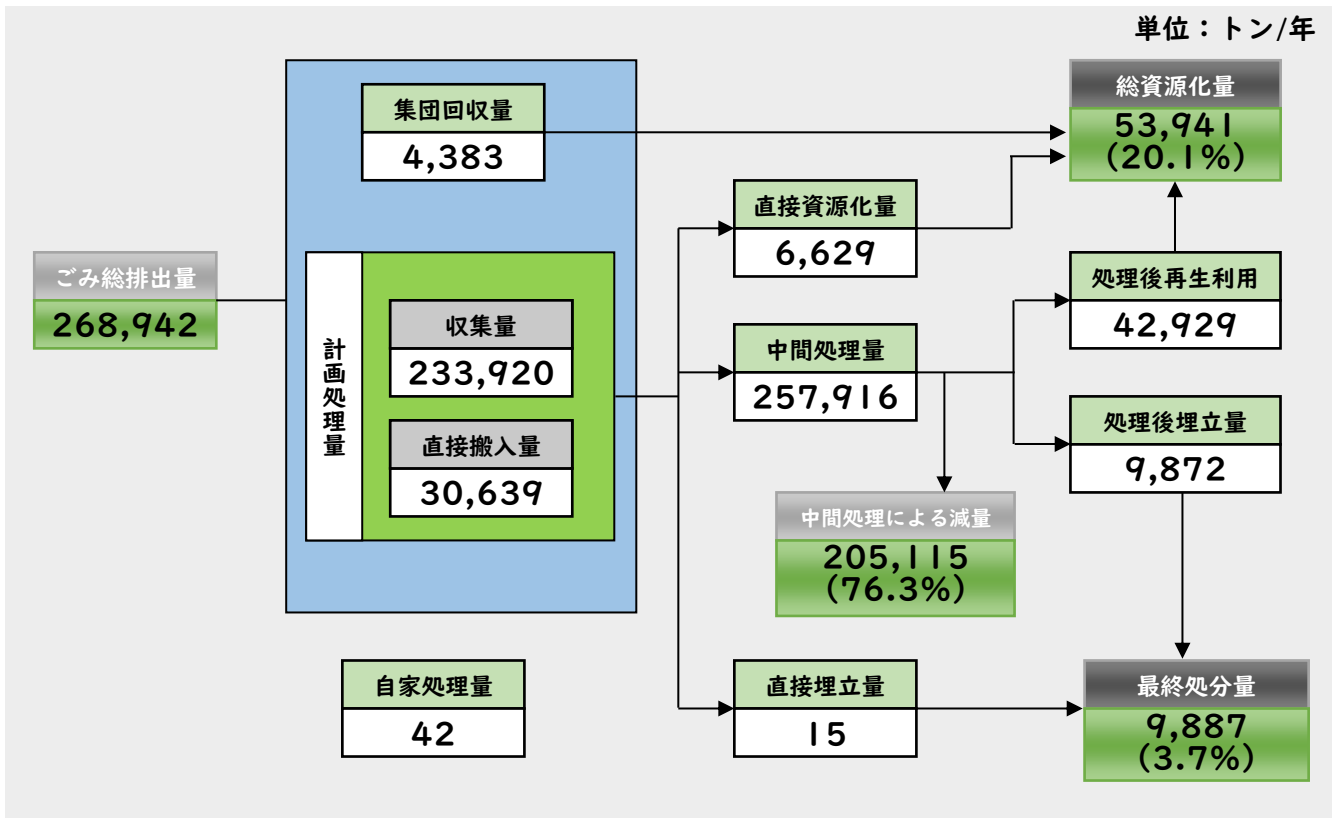 単位：トン/年
総資源化量
53,941
(20.1%)
集団回収量
4,383
直接資源化量
6,629
ごみ総排出量
268,942
計画処理量
収集量
233,920
直接搬入量
30,639
中間処理量
257,916
処理後再生利用
42,929
処理後埋立量
9,872
中間処理による減量
205,115
(76.3%)
自家処理量
42
直接埋立量
15
最終処分量
9,887
(3.7%)